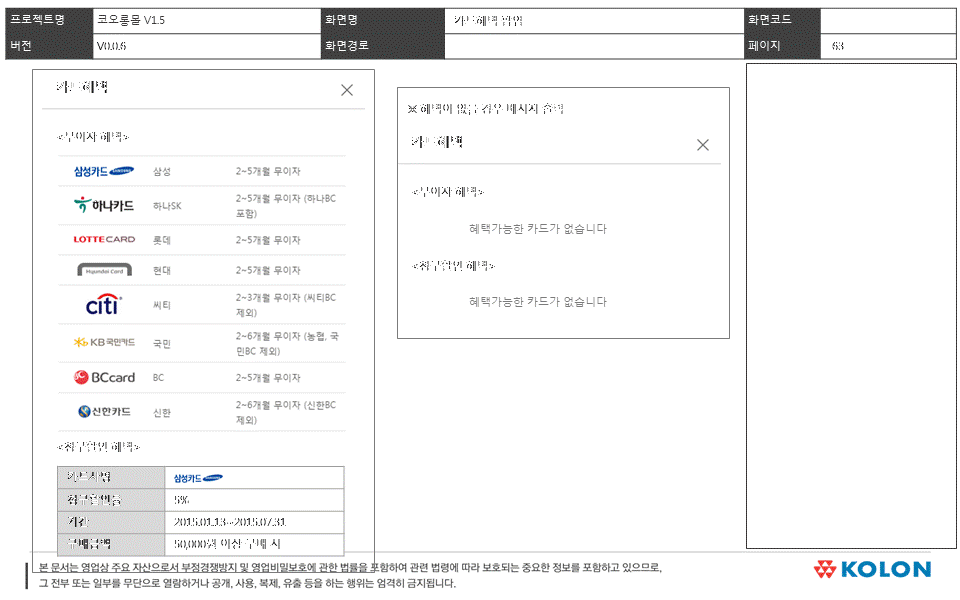 프로젝트명 코오롱몰 V1.5 화면명 카드혜택 팝업 화면코드
버전 V0.0.6 화면경로 페이지 63
카드혜택
<무이자 혜택>
삼성카드 SAMSUNG 삼성 2~5개월 무이자
하나카드 하나SK 2~5개월 무이자 (하나BC
포함)
LOTTE CARD 롯데 2~5개월 무이자
Hyundai Card 현대 2~5개월 무이자
citi 씨티 2~3개월 무이자 (씨티BC
제외)
KB국민카드 국민 2~6개월 무이자 (농협, 국
민BC 제외)
BCcard BC 2~5개월 무이자
신한카드 신한 2~6개월 무이자 (신한BC
제외)
<청구할인 혜택>
카드사명 삼성카드 SAMSUNG
청구할인율 5%
기간 2015.01.13~2015.07.31
구매금액 50,000원 이상 구매 시
※ 혜택이 없는 경우 메시지 출력
카드혜택
<무이자 혜택>
혜택가능한 카드가 없습니다
<청구할인 혜택>
혜택가능한 카드가 없습니다
본 문서는 영업상 주요 자산으로서 부정경쟁방지 및 영업비밀보호에 관한 법률을 포함하여 관련 법령에 따라 보호되는 중요한 정보를 포함하고 있으므로,
그 전부 또는 일부를 무단으로 열람하거나 공개, 사용, 복제, 유출 등을 하는 행위는 엄격히 금지됩니다.
KOLON